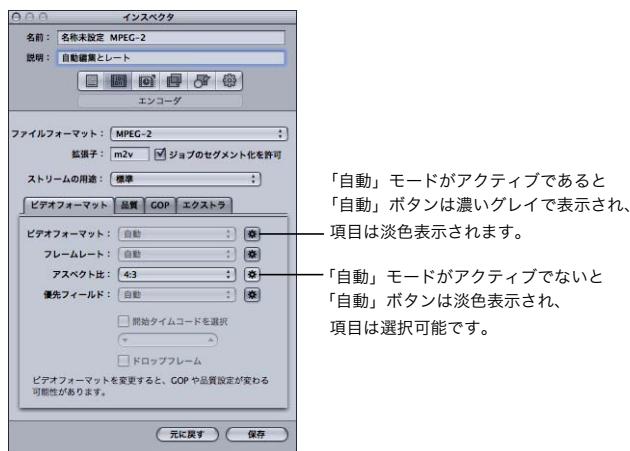 インスペクタ
名前： 名称未設定 MPEG-2
説明： 自動編集とレート
エンコーダ
ファイルフォーマット： MPEG-2
拡張子： m2v ジョブのセグメント化を許可
ストリームの用途： 標準
ビデオフォーマット 品質 GOP エクストラ
ビデオフォーマット： 自動
フレームレート： 自動
アスペクト比： 4:3
優先フィールド： 自動
開始タイムコードを選択
ドロップフレーム
ビデオフォーマットを変更すると、GOP や品質設定が変わる
可能性があります。
元に戻す 保存
「自動」モードがアクティブであると
「自動」ボタンは濃いグレイで表示され、
項目は淡色表示されます。
「自動」モードがアクティブでないと
「自動」ボタンは淡色表示され、
項目は選択可能です。